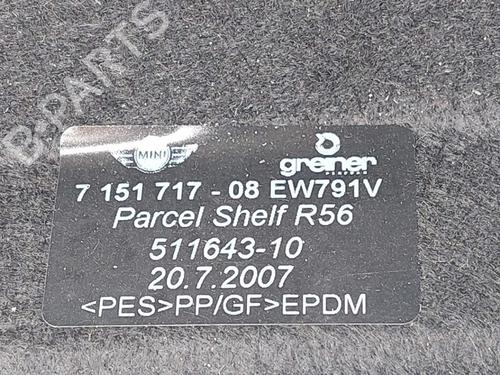 B-PARTS
MINI
greiner
7 151 717 - 08 EW791V
Parcel Shelf R56
511643-10
20.7.2007
<PES>PP/GF>EPDM